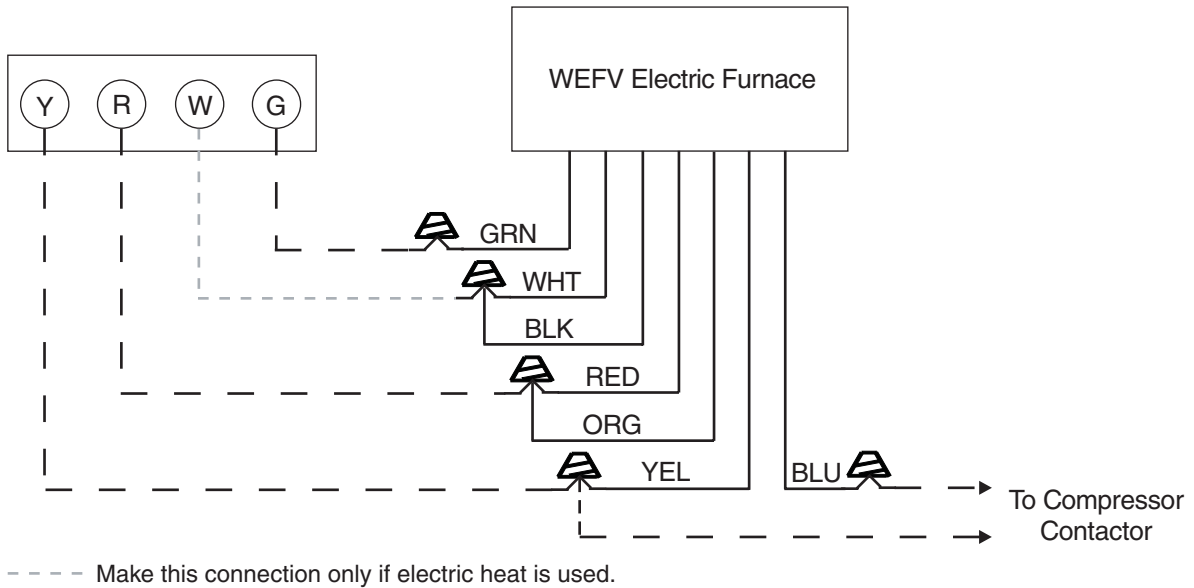 WEFV Electric Furnace
Y R W G
GRN
WHT
BLK
RED
ORG
YEL
BLU
To Compressor
Contactor
Make this connection only if electric heat is used.